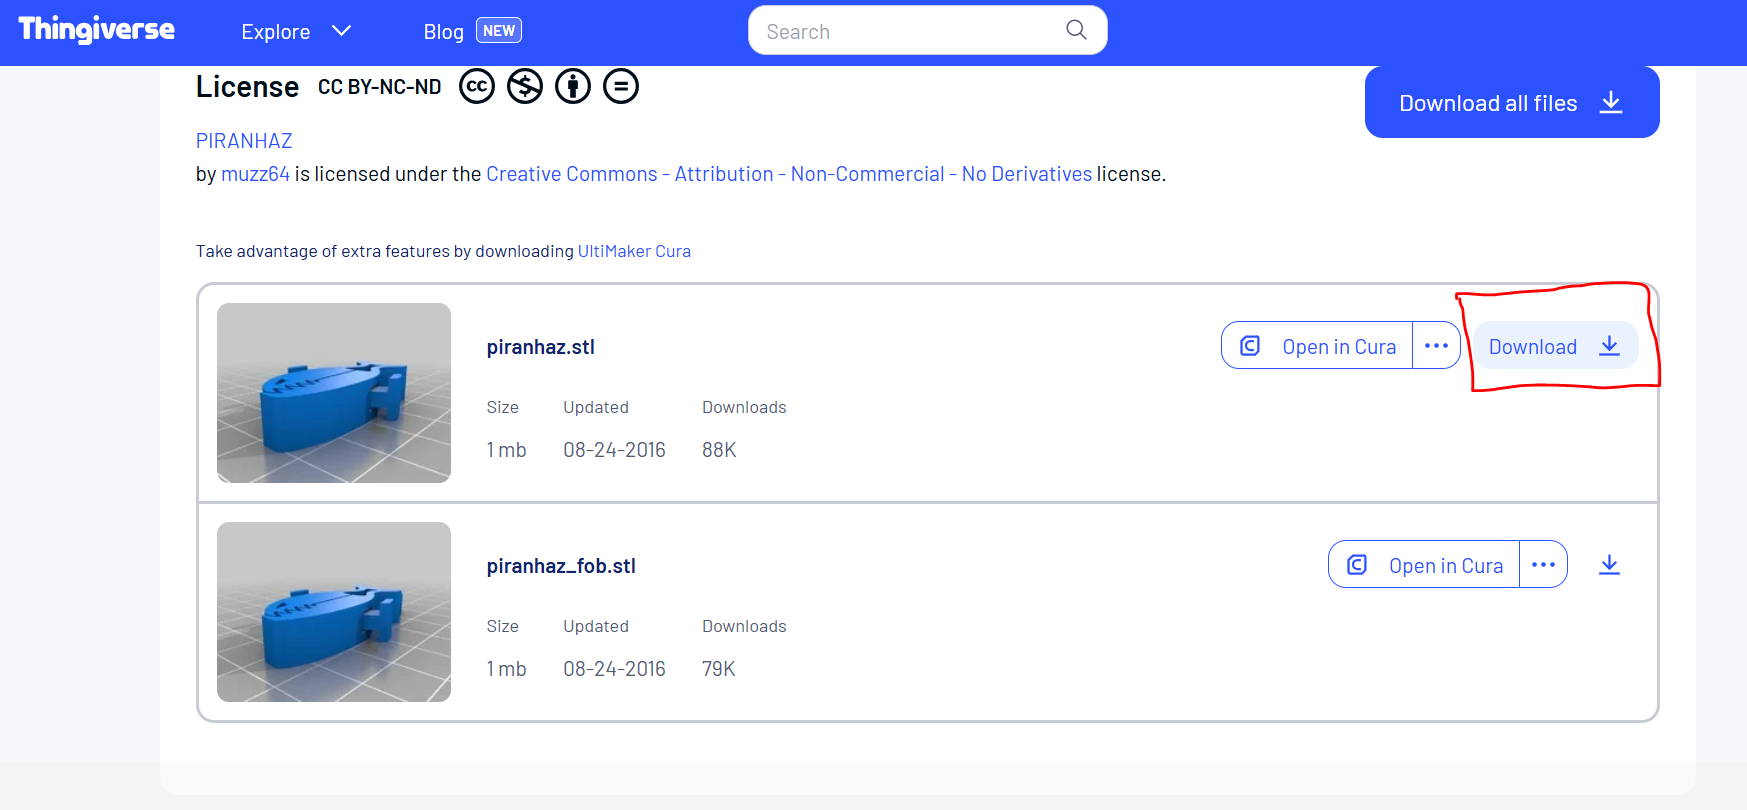 Thingiverse Explore Blog NEW Search
License CC BY-NC-ND cc
Download all files
PIRANHAZ
by muzz64 is licensed under the Creative Commons - Attribution - Non-Commercial - No Derivatives license.
Take advantage of extra features by downloading UltiMaker Cura
piranhaz.stl Open in Cura Download
Size Updated Downloads
1 mb 08-24-2016 88K
piranhaz_fob.stl Open in Cura
Size Updated Downloads
1 mb 08-24-2016 79K